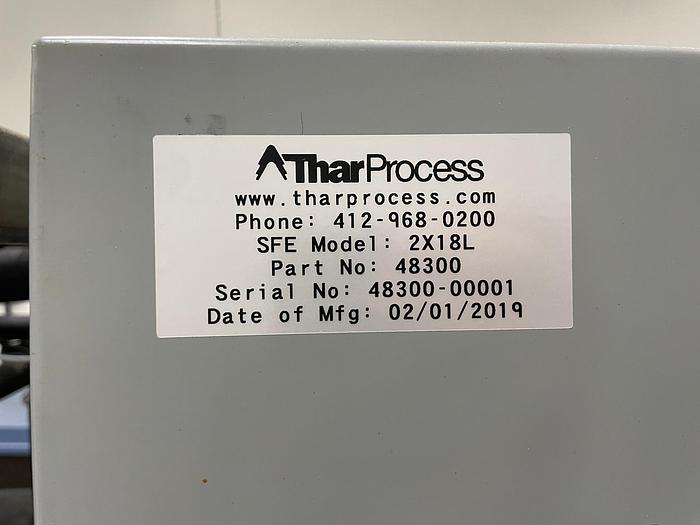 TharProcess
www.tharprocess.com
Phone: 412-968-0200
SFE Model: 2X18L
Part No: 48300
Serial No: 48300-00001
Date of Mfg: 02/01/2019